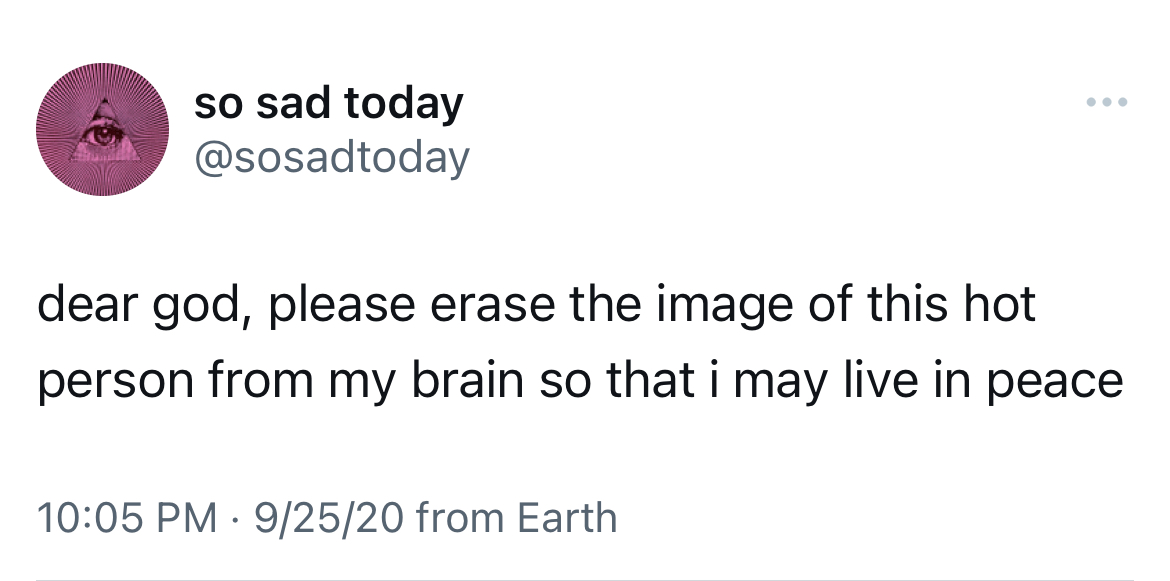 so sad today
@sosadtoday
dear god, please erase the image of this hot
person from my brain so that i may live in peace
10:05 PM · 9/25/20 from Earth